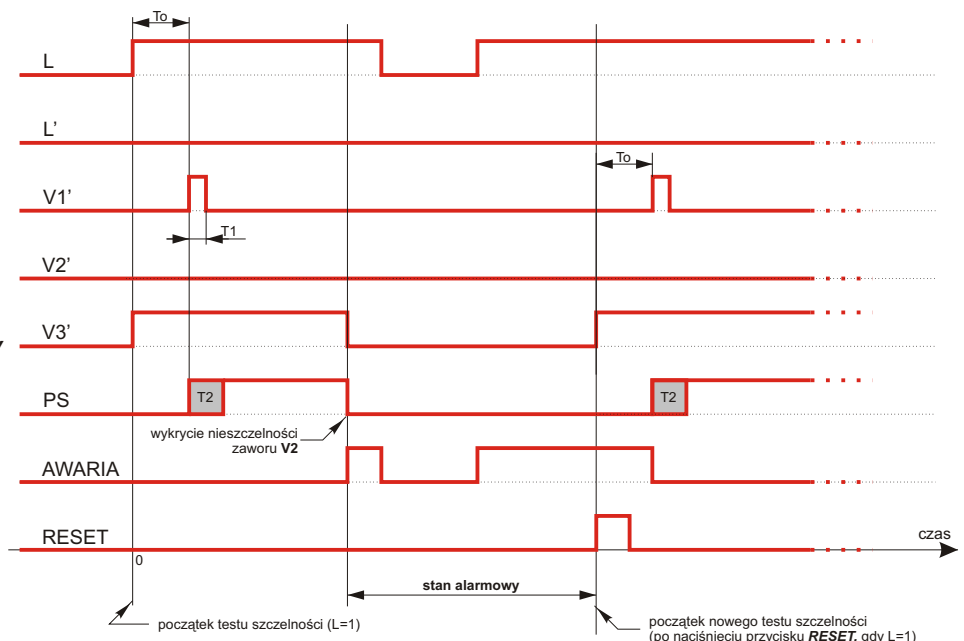 To
L
L'
To
V1'
T1
V2'
V3'
PS
T2
T2
wykrycie nieszczelności
zaworu V2
AWARIA
RESET
czas
0
stan alarmowy
początek testu szczelności (L=1)
początek nowego testu szczelności
(po naciśnięciu przycisku RESET, gdy L=1)